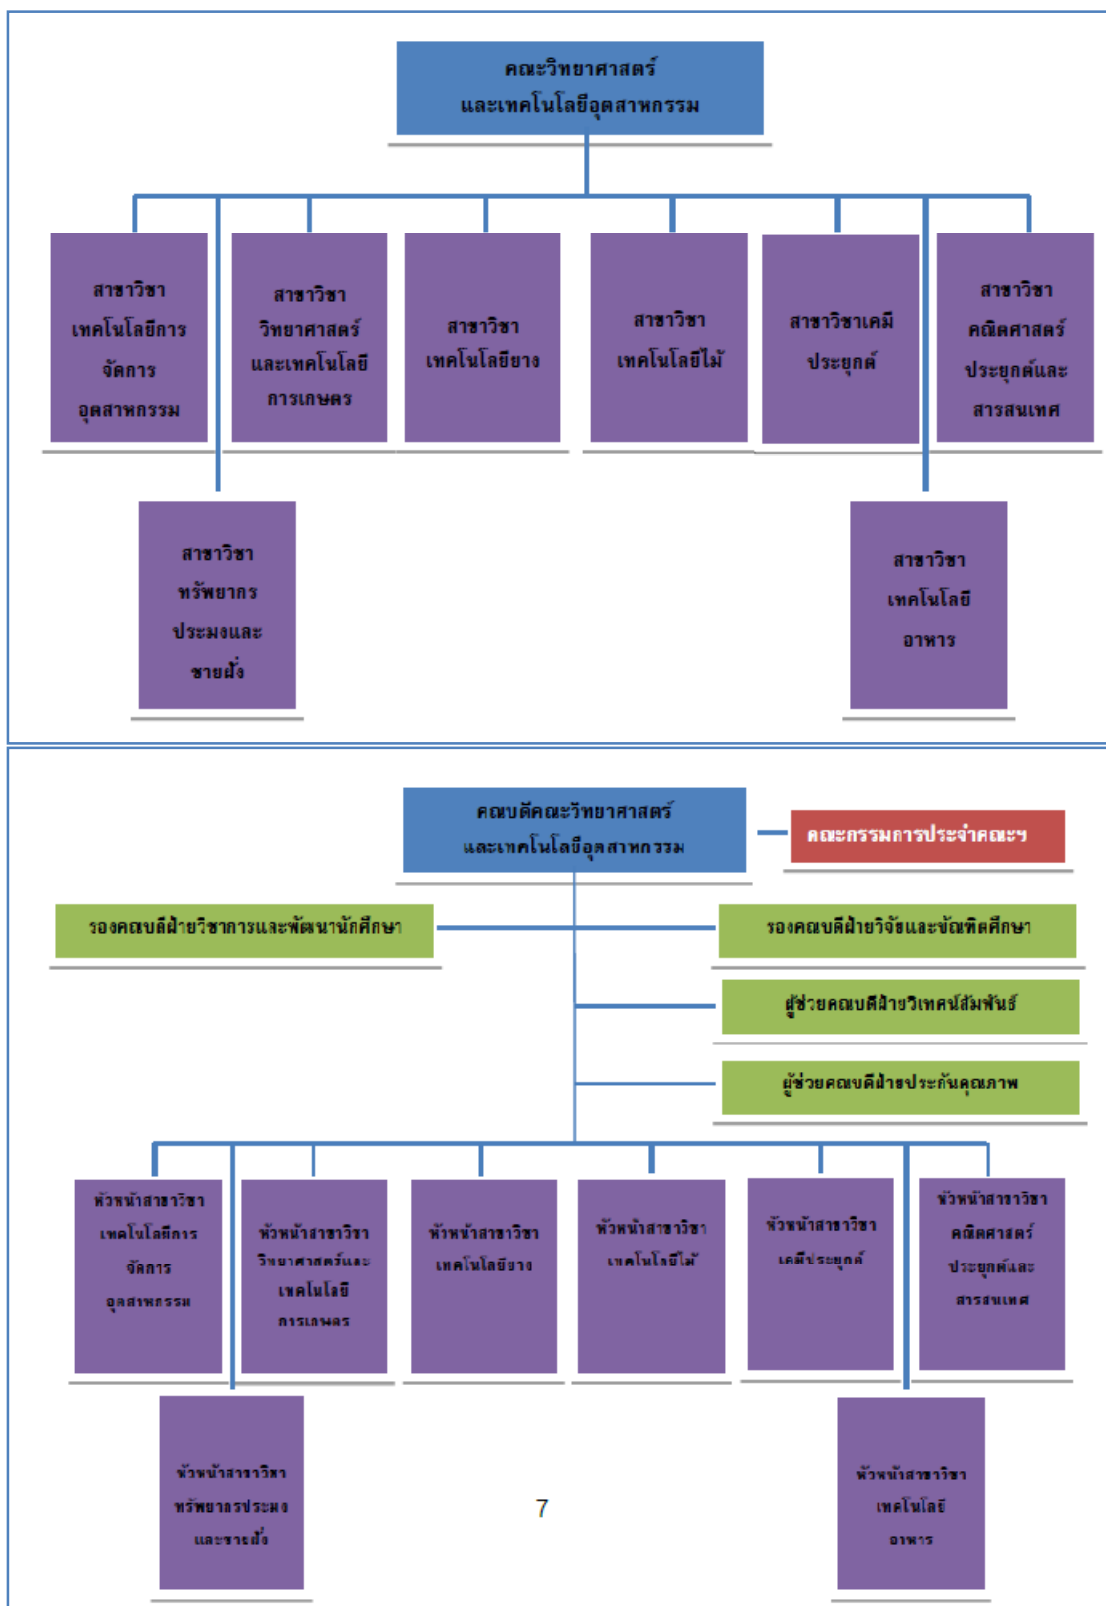 คณะวิทยาศาสตร์
และเทคโนโลยีอุตสาหกรรม
สาขาวิชา
เทคโนโลยีการ
จัดการ
อุตสาหกรรม
สาขาวิชา
วิทยาศาสตร์
และเทคโนโลยี
การเกษตร
สาขาวิชา
เทคโนโลยียาง
สาขาวิชา
เทคโนโลยีไม้
สาขาวิชาเคมี
ประยุกต์
สาขาวิชา
คณิตศาสตร์
ประยุกต์และ
สารสนเทศ
สาขาวิชา
ทรัพยากร
ประมงและ
ชายฝั่ง
สาขาวิชา
เทคโนโลยี
อาหาร
คณบดีคณะวิทยาศาสตร์
และเทคโนโลยีอุตสาหกรรม
คณะกรรมการประจำคณะฯ
รองคณบดีฝ่ายวิชาการและพัฒนานักศึกษา
รองคณบดีฝ่ายวิจัยและบัณฑิตศึกษา
ผู้ช่วยคณบดีฝ่ายวิเทศน์สัมพันธ์
ผู้ช่วยคณบดีฝ่ายประกันคุณภาพ
หัวหน้าสาขาวิชา
เทคโนโลยีการ
จัดการ
อุตสาหกรรม
หัวหน้าสาขาวิชา
วิทยาศาสตร์และ
เทคโนโลยี
การเกษตร
หัวหน้าสาขาวิชา
เทคโนโลยียาง
หัวหน้าสาขาวิชา
เทคโนโลยีไม้
หัวหน้าสาขาวิชา
เคมีประยุกต์
หัวหน้าสาขาวิชา
คณิตศาสตร์
ประยุกต์และ
สารสนเทศ
หัวหน้าสาขาวิชา
ทรัพยากรประมง
และชายฝั่ง
หัวหน้าสาขาวิชา
เทคโนโลยี
อาหาร
7